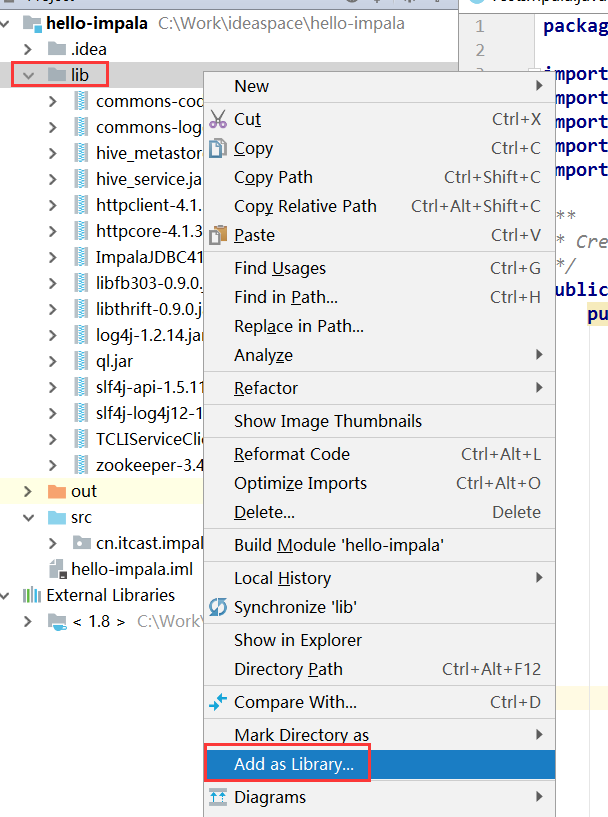 hello-impala C:\Work\ideaspace\hello-impala
.idea
lib
commons-cod
commons-log
hive_metastor
hive_service.ja
httpclient-4.1.
httpcore-4.1.3
ImpalaJDBC41
libfb303-0.9.0.
libthrift-0.9.0.j
log4j-1.2.14.jar
ql.jar
slf4j-api-1.5.11
slf4j-log4j12-1
TCLIServiceClie
zookeeper-3.4
out
src
cn.itcast.impal
hello-impala.iml
External Libraries
< 1.8 > C:\Work\
New
Cut Ctrl+X
Copy Ctrl+C
Copy Path Ctrl+Shift+C
Copy Relative Path Ctrl+Alt+Shift+C
Paste Ctrl+V
Find Usages Ctrl+G
Find in Path... Ctrl+H
Replace in Path...
Analyze
Refactor
Show Image Thumbnails
Reformat Code Ctrl+Alt+L
Optimize Imports Ctrl+Alt+O
Delete... Delete
Build Module 'hello-impala'
Local History
Synchronize 'lib'
Show in Explorer
Directory Path Ctrl+Alt+F12
Compare With... Ctrl+D
Mark Directory as
Add as Library...
Diagrams
1 packag
2
import
import
import
import
import
**
* Cre
*/
ublic
pu